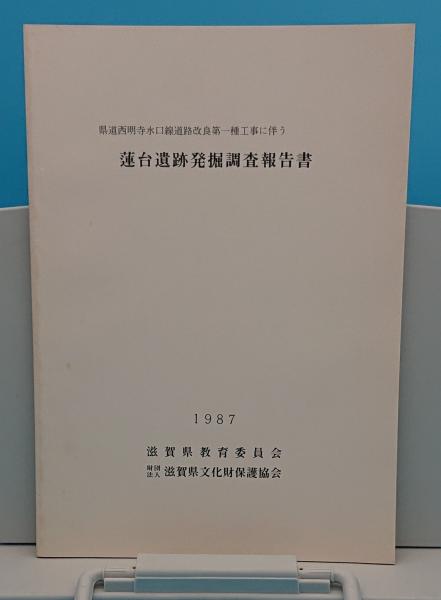 県道西明寺水口線道路改良第一種工事に伴う
蓮台遺跡発掘調査報告書
1987
滋賀県教育委員会
財団法人 滋賀県文化財保護協会